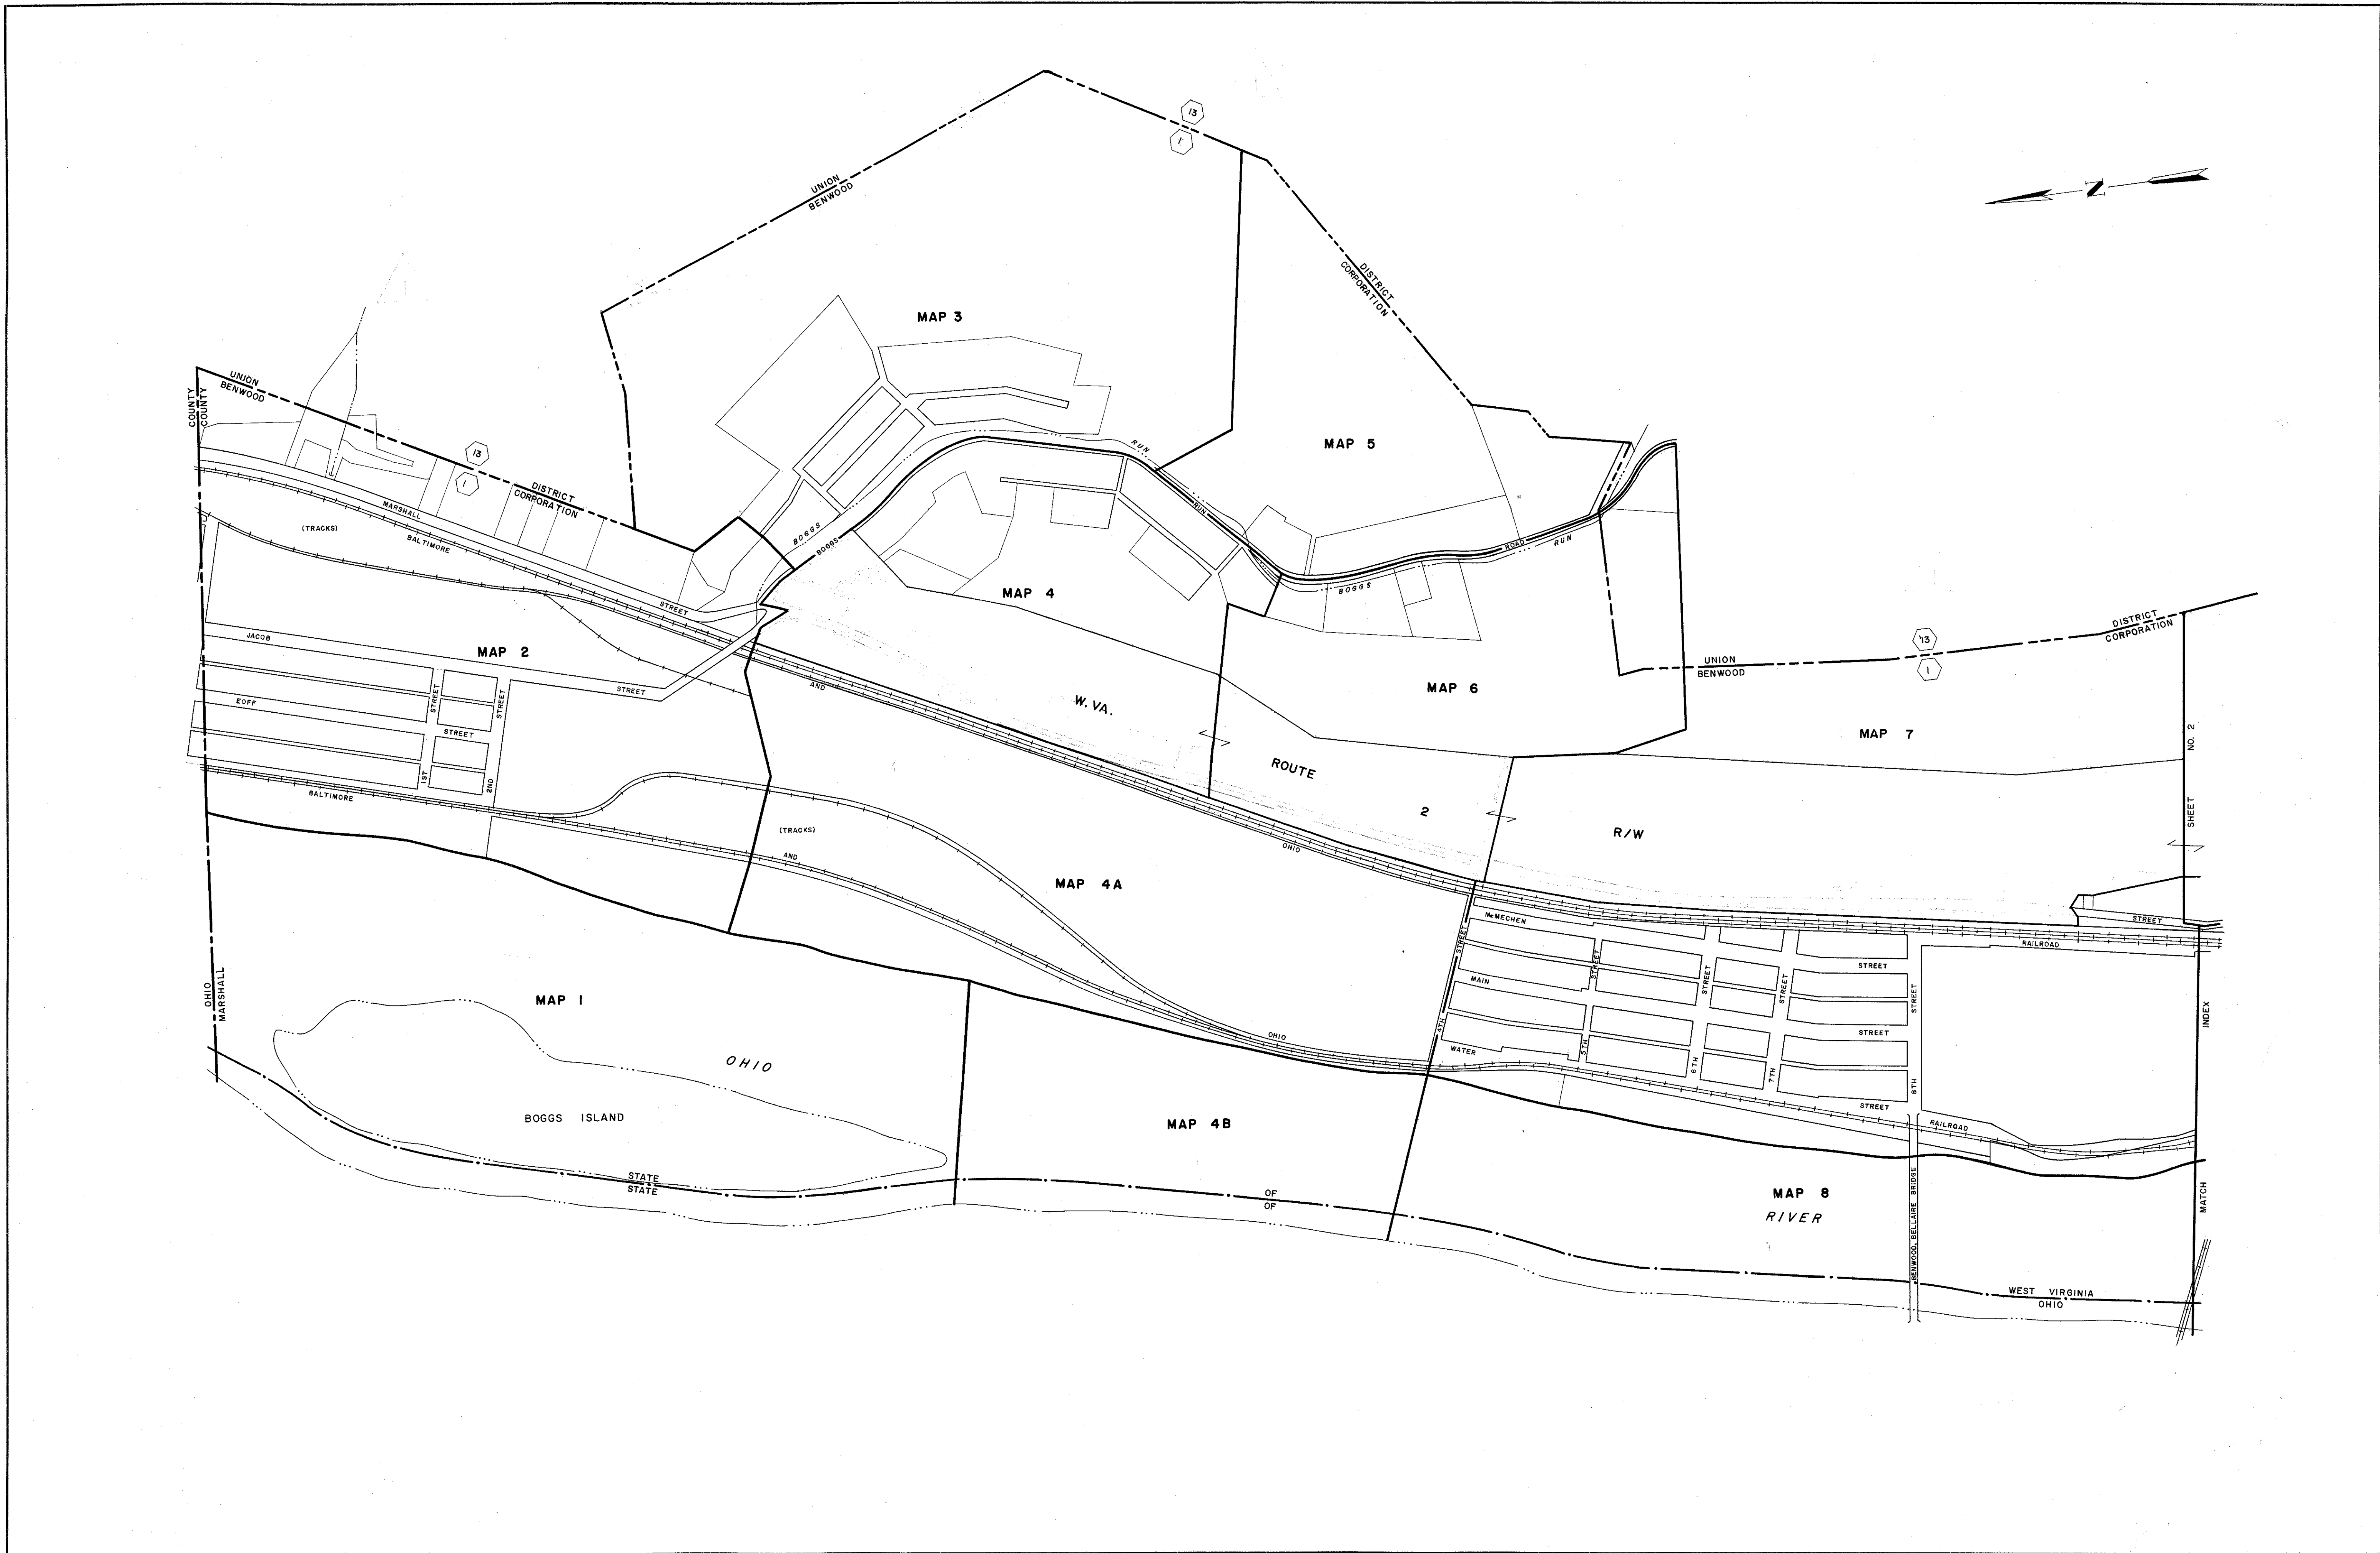 13
1
UNION
BENWOOD
N
DISTRICT
CORPORATION
MAP 3
UNION
BENWOOD
COUNTY
COUNTY
MAP 5
RUN
13
1
DISTRICT
CORPORATION
MARSHALL
(TRACKS)
BALTIMORE
BOGGS
BOGGS
RUN
ROAD
RUN
BOGGS
MAP 4
STREET
JACOB
MAP 2
STREET
AND
EOFF
STREET
STREET
STREET
1ST
2ND
BALTIMORE
W. VA.
MAP 6
UNION
BENWOOD
13
1
DISTRICT
CORPORATION
MAP 7
ROUTE
2
R/W
SHEET NO. 2
(TRACKS)
AND
OHIO
MAP 4A
McMECHEN
STREET
RAILROAD
STREET
STREET
STREET
STREET
STREET
STREET
MAIN
STREET
4TH
5TH
6TH
7TH
8TH
WATER
STREET
STREET
RAILROAD
OHIO
MARSHALL
MAP 1
OHIO
OHIO
BOGGS ISLAND
MAP 4B
MAP 8
RIVER
BENWOOD, BELLAIRE BRIDGE
INDEX
MATCH
STATE
STATE
OF
OF
WEST VIRGINIA
OHIO